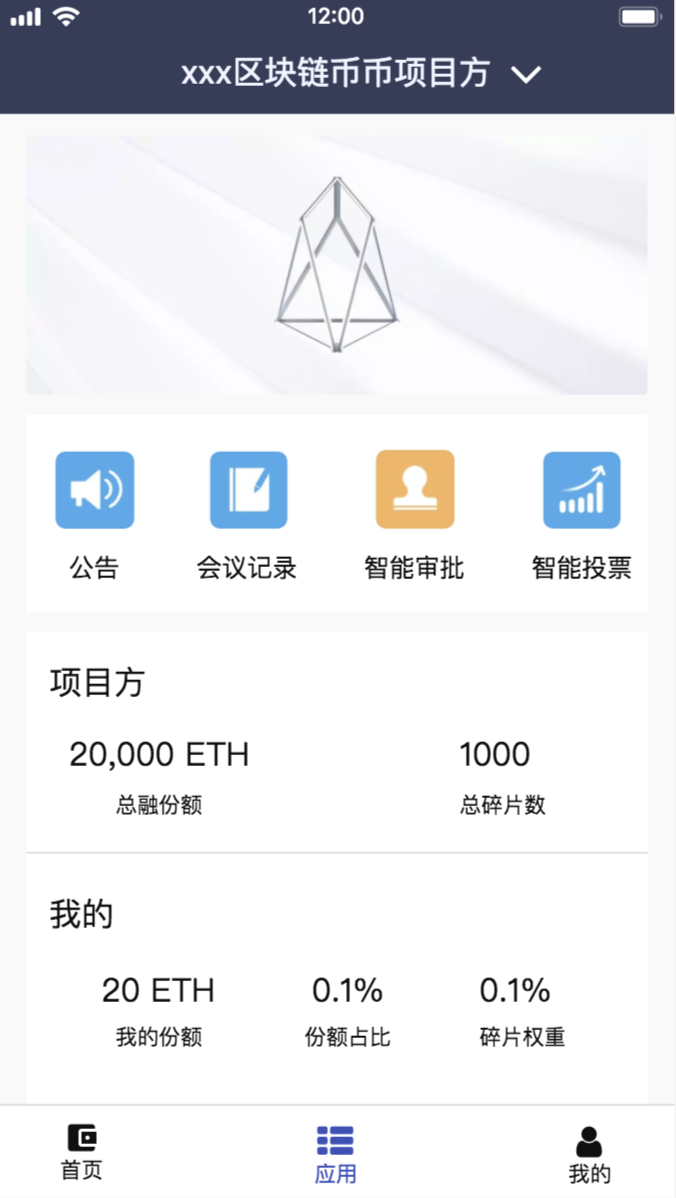 12:00
xxx区块链币币项目方
公告 会议记录 智能审批 智能投票
项目方
20,000 ETH 1000
总融份额 总碎片数
我的
20 ETH 0.1% 0.1%
我的份额 份额占比 碎片权重
首页 应用 我的